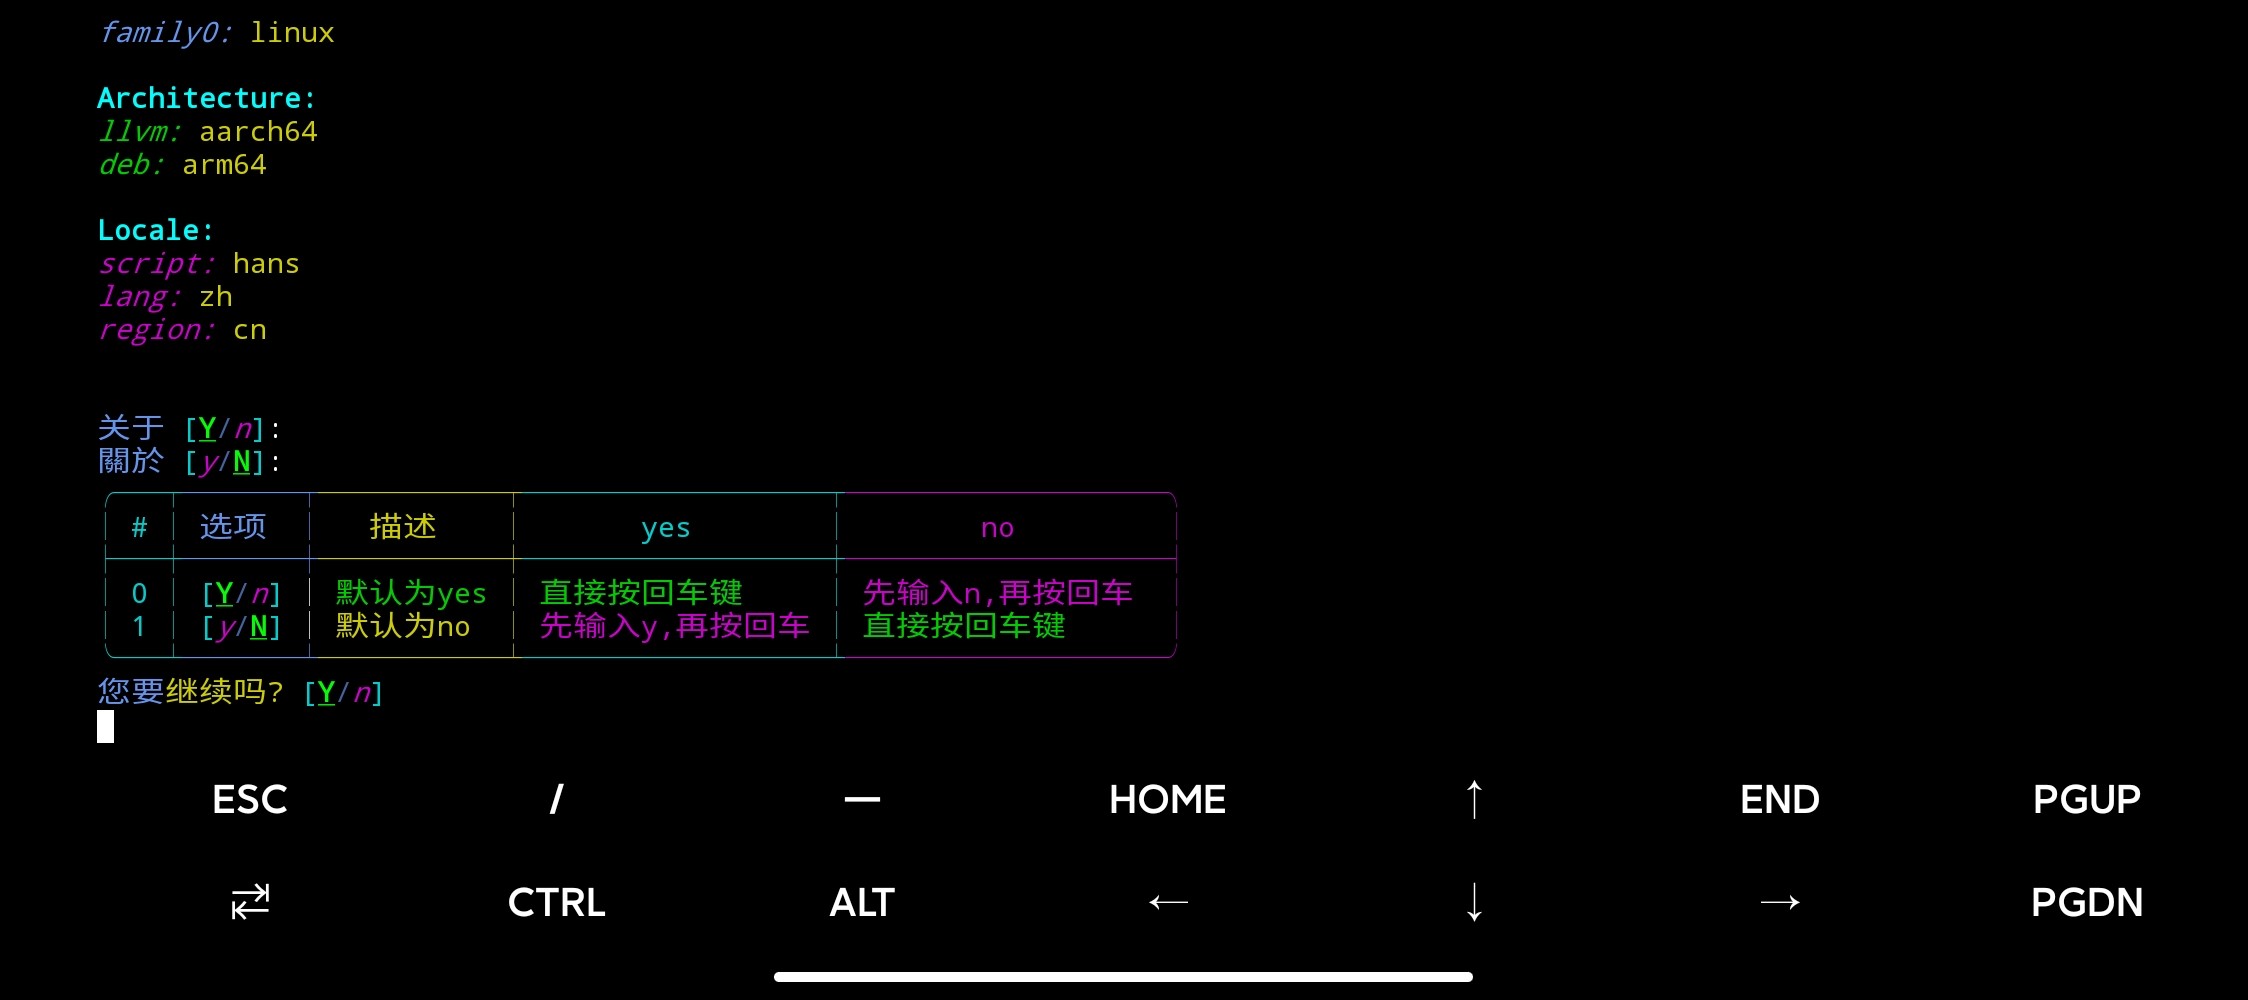 family0: linux
Architecture:
llvm: aarch64
deb: arm64
Locale:
script: hans
lang: zh
region: cn
关于 [Y/n]:
關於 [y/N]:
# 选项 描述 yes no
0 [Y/n] 默认为yes 直接按回车键 先输入n,再按回车
1 [y/N] 默认为no 先输入y,再按回车 直接按回车键
您要继续吗? [Y/n]
ESC / — HOME ↑ END PGUP
⇄ CTRL ALT ← ↓ → PGDN